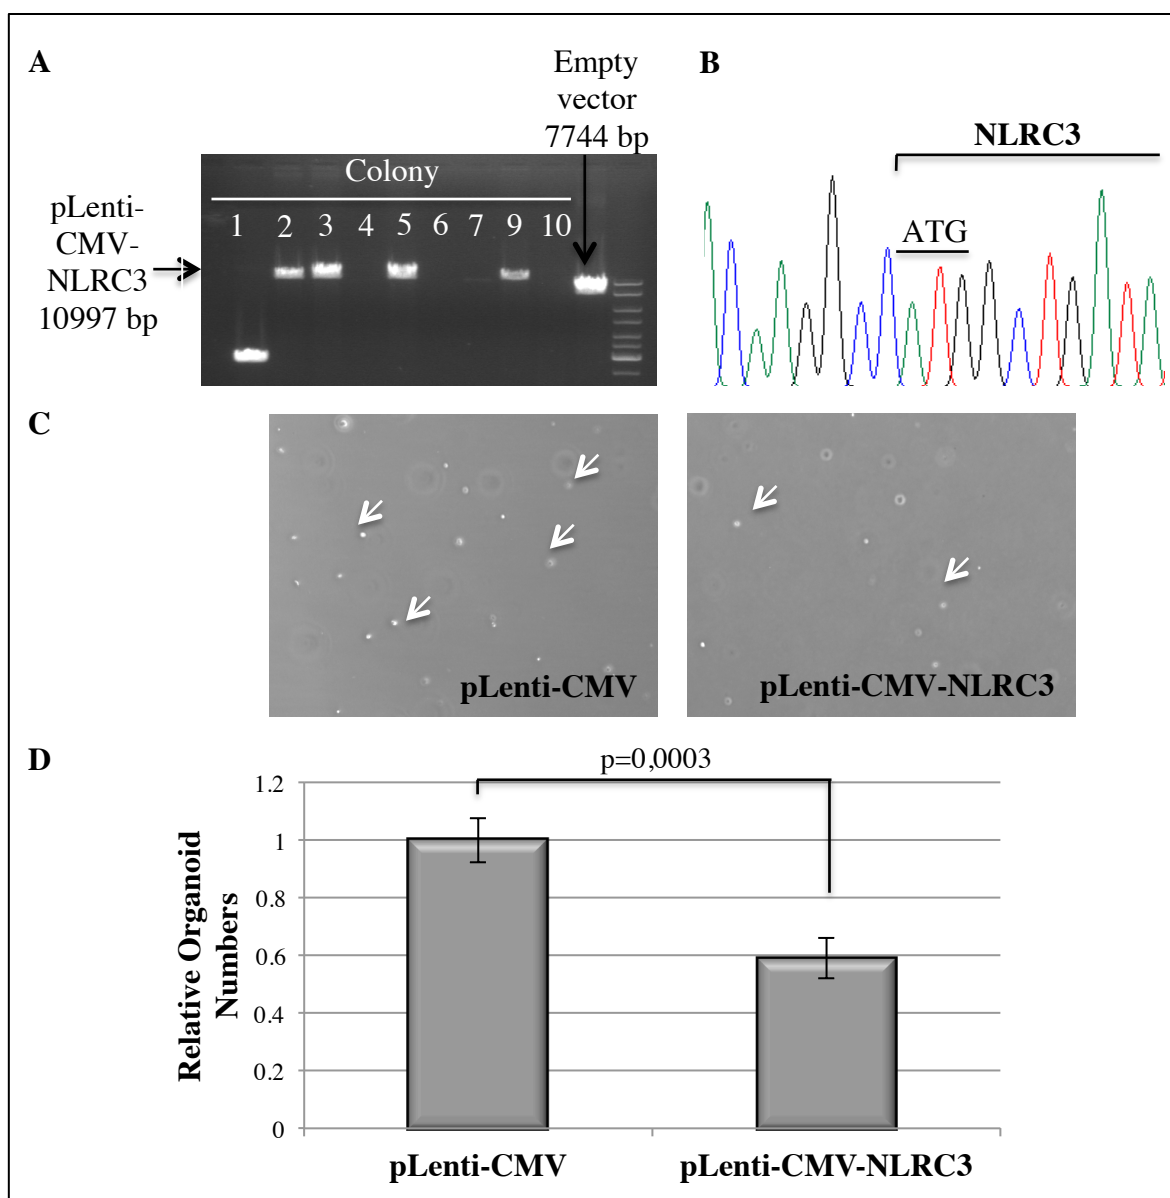 A
Empty
vector
7744 bp
B
NLRC3
Colony
1 2 3 4 5 6 7 9 10
pLenti-
CMV-
NLRC3
10997 bp
ATG
C
pLenti-CMV
pLenti-CMV-NLRC3
D
p=0,0003
1.2
1
0.8
0.6
0.4
0.2
0
Relative Organoid
Numbers
pLenti-CMV
pLenti-CMV-NLRC3